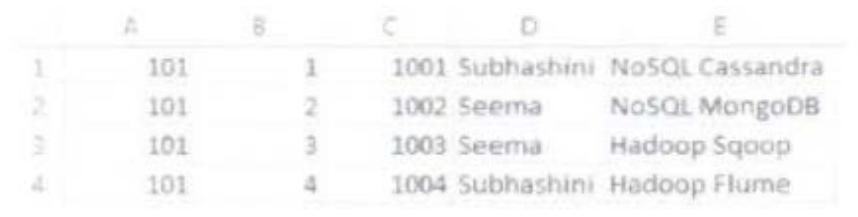 A B C D E
1 101 1 1001 Subhashini NoSQL Cassandra
2 101 2 1002 Seema NoSQL MongoDB
3 101 3 1003 Seema Hadoop Sqoop
4 101 4 1004 Subhashini Hadoop Flume